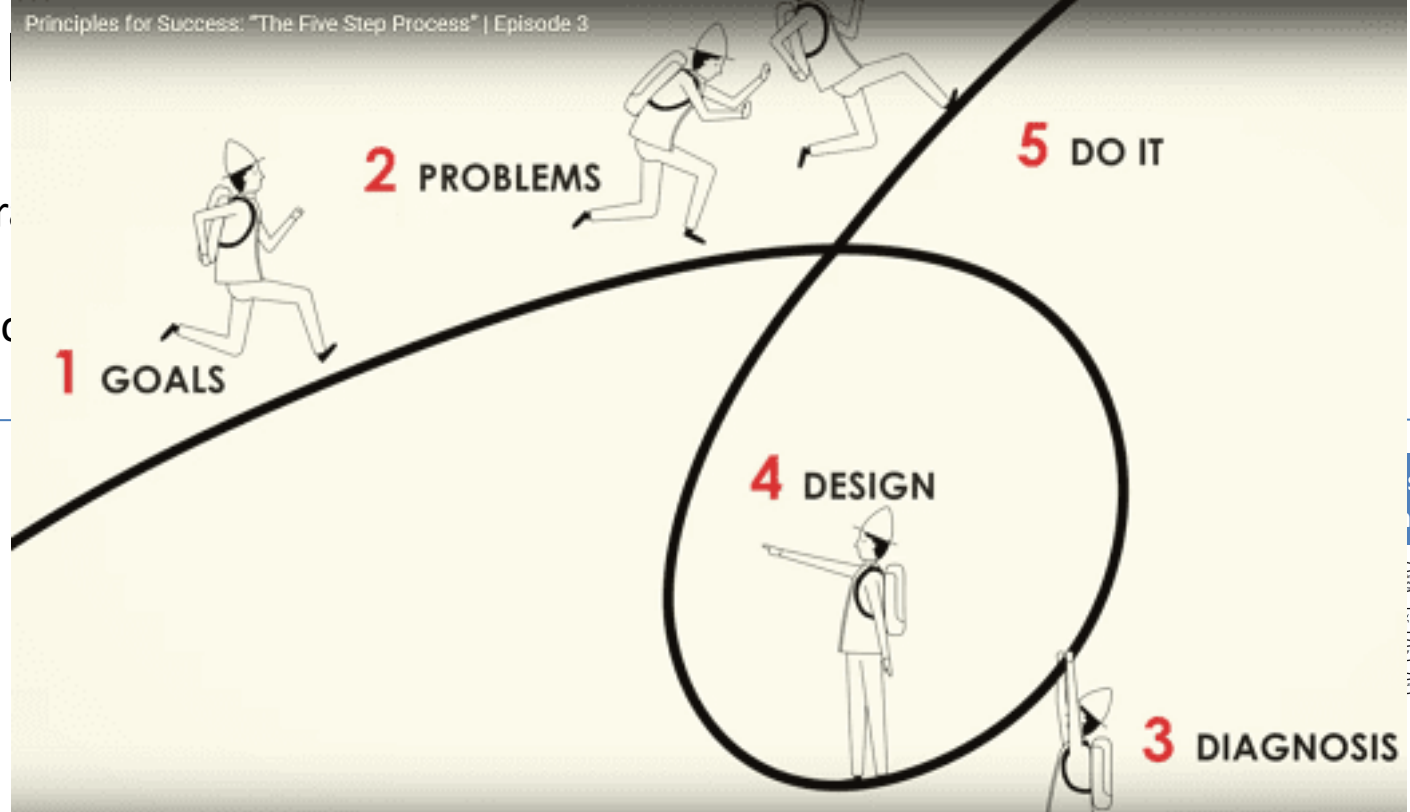 Principles for Success: "The Five Step Process" | Episode 3
1 GOALS
2 PROBLEMS
3 DIAGNOSIS
4 DESIGN
5 DO IT